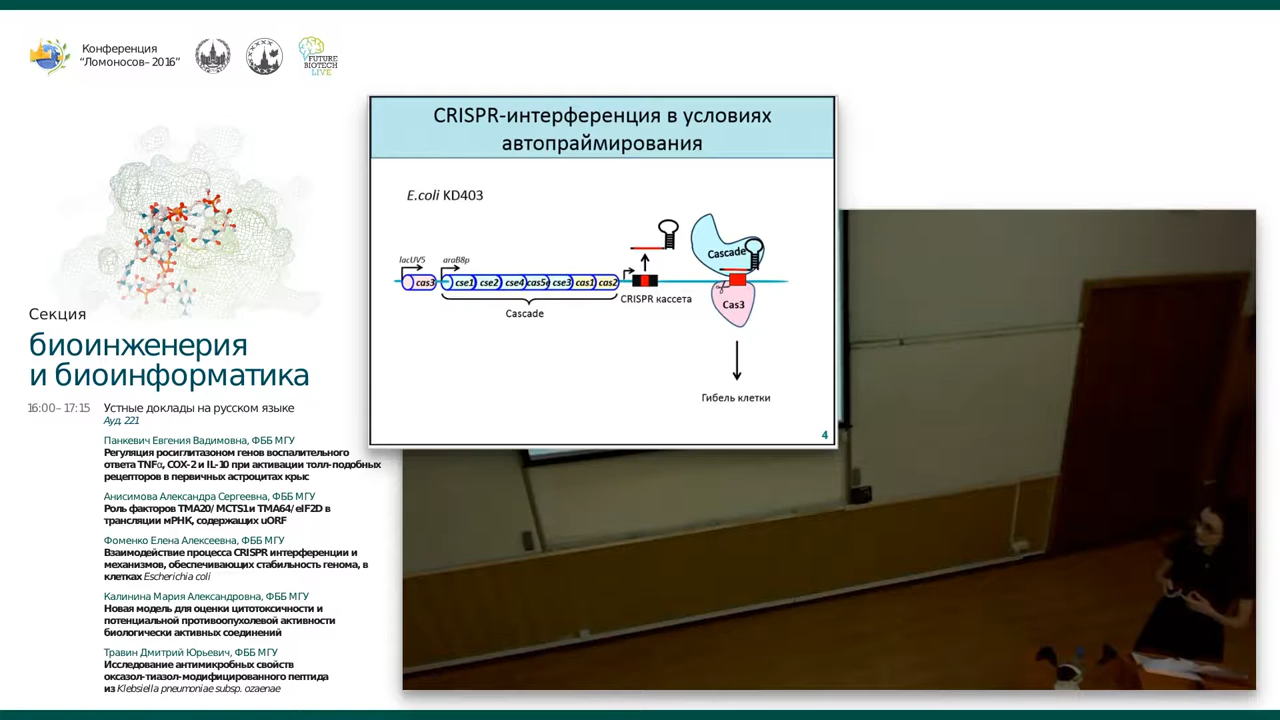 Конференция
“Ломоносов–2016”
FUTURE
BIOTECH
LIVE
CRISPR-интерференция в условиях
автопраймирования
E.coli KD403
lacUV5
araB8p
cas3
cse1 cse2 cse4 cas5e cse3 cas1 cas2
Cascade
CRISPR кассета
Cascade
Cas3
Гибель клетки
4
Секция
биоинженерия
и биоинформатика
16:00–17:15 Устные доклады на русском языке
Ауд. 221
Панкевич Евгения Вадимовна, ФББ МГУ
Регуляция росиглитазоном генов воспалительного
ответа TNFα, COX-2 и IL-10 при активации толл-подобных
рецепторов в первичных астроцитах крыс
Анисимова Александра Сергеевна, ФББ МГУ
Роль факторов TMA20/MCTS1 и TMA64/eIF2D в
трансляции мРНК, содержащих uORF
Фоменко Елена Алексеевна, ФББ МГУ
Взаимодействие процесса CRISPR интерференции и
механизмов, обеспечивающих стабильность генома, в
клетках Escherichia coli
Калинина Мария Александровна, ФББ МГУ
Новая модель для оценки цитотоксичности и
потенциальной противоопухолевой активности
биологически активных соединений
Травин Дмитрий Юрьевич, ФББ МГУ
Исследование антимикробных свойств
оксазол-тиазол-модифицированного пептида
из Klebsiella pneumoniae subsp. ozaenae